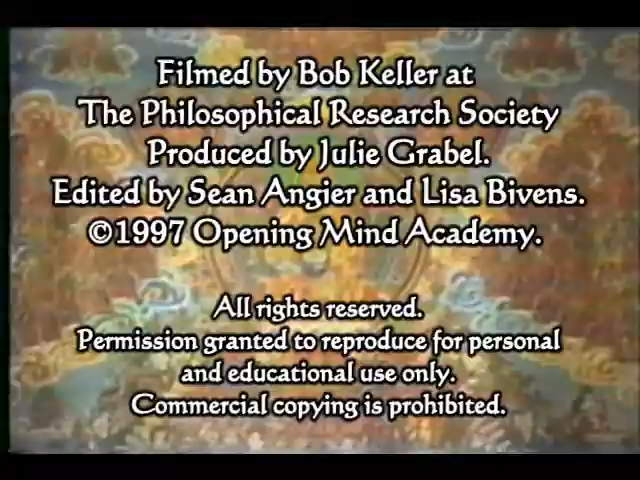 Filmed by Bob Keller at
The Philosophical Research Society
Produced by Julie Grabel.
Edited by Sean Angier and Lisa Bivens.
©1997 Opening Mind Academy.
All rights reserved.
Permission granted to reproduce for personal
and educational use only.
Commercial copying is prohibited.